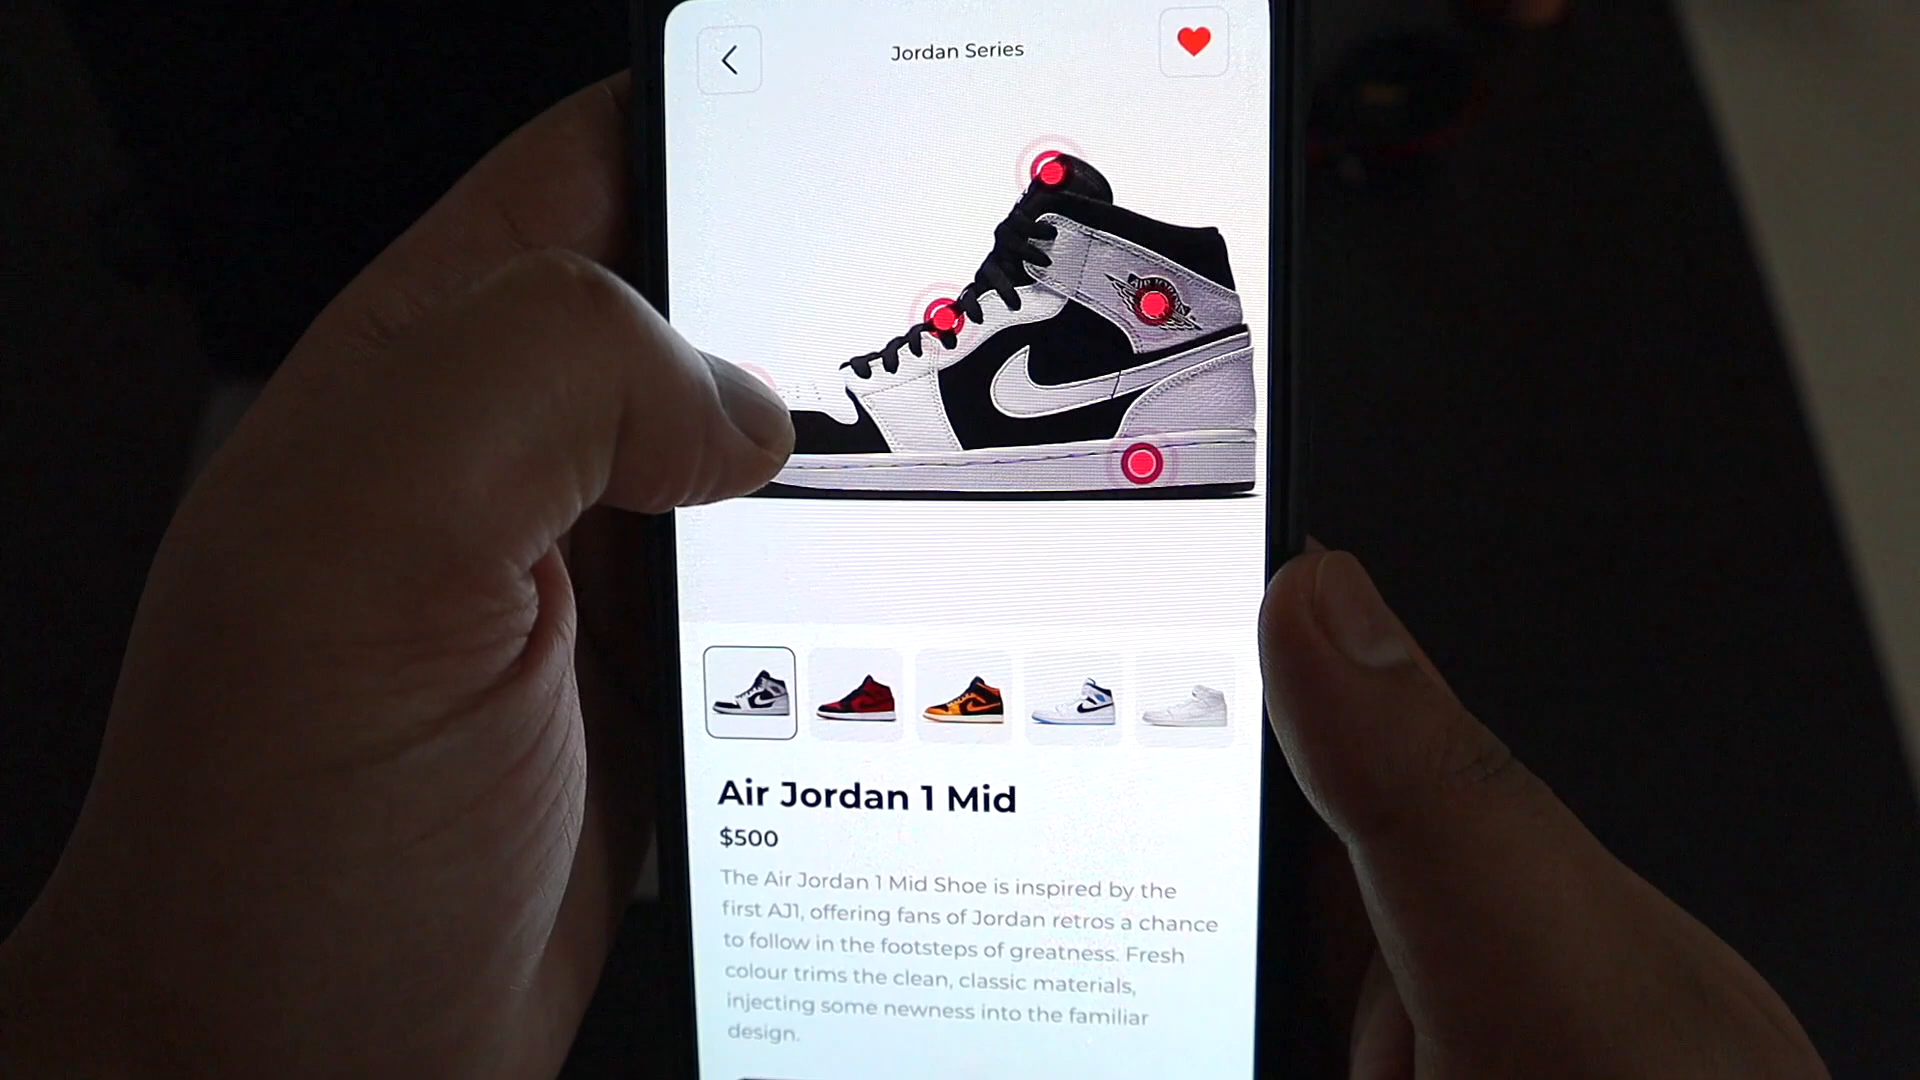 Jordan Series
Air Jordan 1 Mid
$500
The Air Jordan 1 Mid Shoe is inspired by the
first AJ1, offering fans of Jordan retros a chance
to follow in the footsteps of greatness. Fresh
colour trims the clean, classic materials,
injecting some newness into the familiar
design.